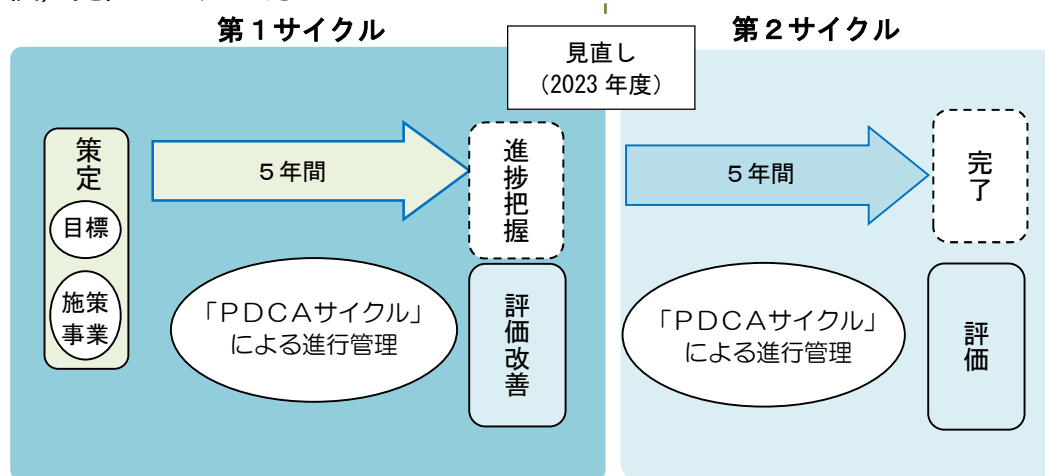 第1サイクル
見直し
（2023 年度）
第2サイクル
策定
目標
施策
事業
５年間
進捗把握
「ＰＤＣＡサイクル」
による進行管理
評価改善
５年間
完了
「ＰＤＣＡサイクル」
による進行管理
評価